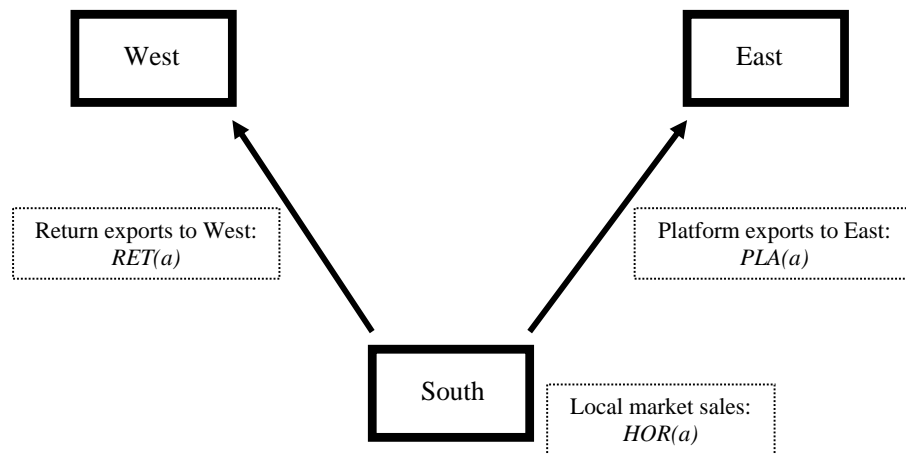 West
East
Return exports to West:
RET(a)
Platform exports to East:
PLA(a)
South
Local market sales:
HOR(a)